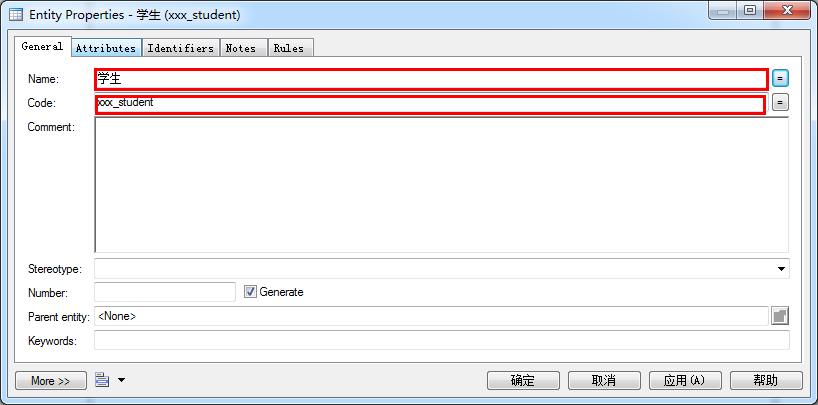 Entity Properties - 学生 (xxx_student)
General Attributes Identifiers Notes Rules
Name: 学生 =
Code: xxx_student =
Comment:
Stereotype:
Number: Generate
Parent entity: <None>
Keywords:
More >> 确定 取消 应用(A) 帮助